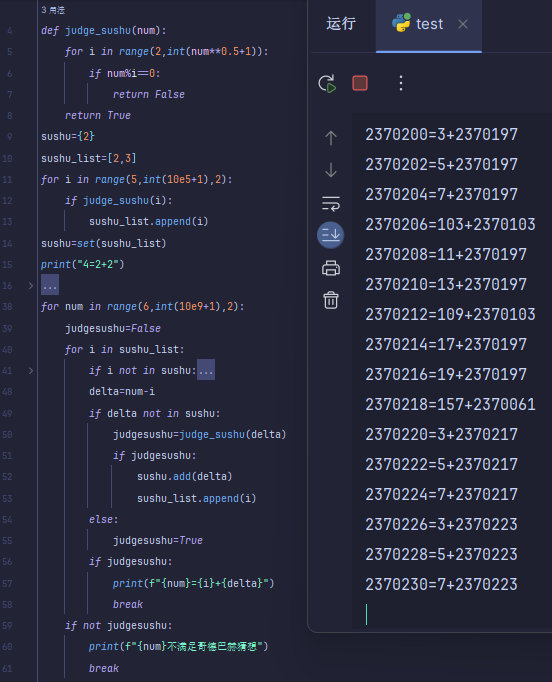 3 用法
4 def judge_sushu(num):
5 for i in range(2,int(num**0.5+1)):
6 if num%i==0:
7 return False
8 return True
9 sushu={2}
10 sushu_list=[2,3]
11 for i in range(5,int(10e5+1),2):
12 if judge_sushu(i):
13 sushu_list.append(i)
14 sushu=set(sushu_list)
15 print("4=2+2")
16 ...
38 for num in range(6,int(10e9+1),2):
39 judgesushu=False
40 for i in sushu_list:
41 if i not in sushu:...
48 delta=num-i
49 if delta not in sushu:
50 judgesushu=judge_sushu(delta)
51 if judgesushu:
52 sushu.add(delta)
53 sushu_list.append(i)
54 else:
55 judgesushu=True
56 if judgesushu:
57 print(f"{num}={i}+{delta}")
58 break
59 if not judgesushu:
60 print(f"{num}不满足哥德巴赫猜想")
61 break
运行
test
2370200=3+2370197
2370202=5+2370197
2370204=7+2370197
2370206=103+2370103
2370208=11+2370197
2370210=13+2370197
2370212=109+2370103
2370214=17+2370197
2370216=19+2370197
2370218=157+2370061
2370220=3+2370217
2370222=5+2370217
2370224=7+2370217
2370226=3+2370223
2370228=5+2370223
2370230=7+2370223